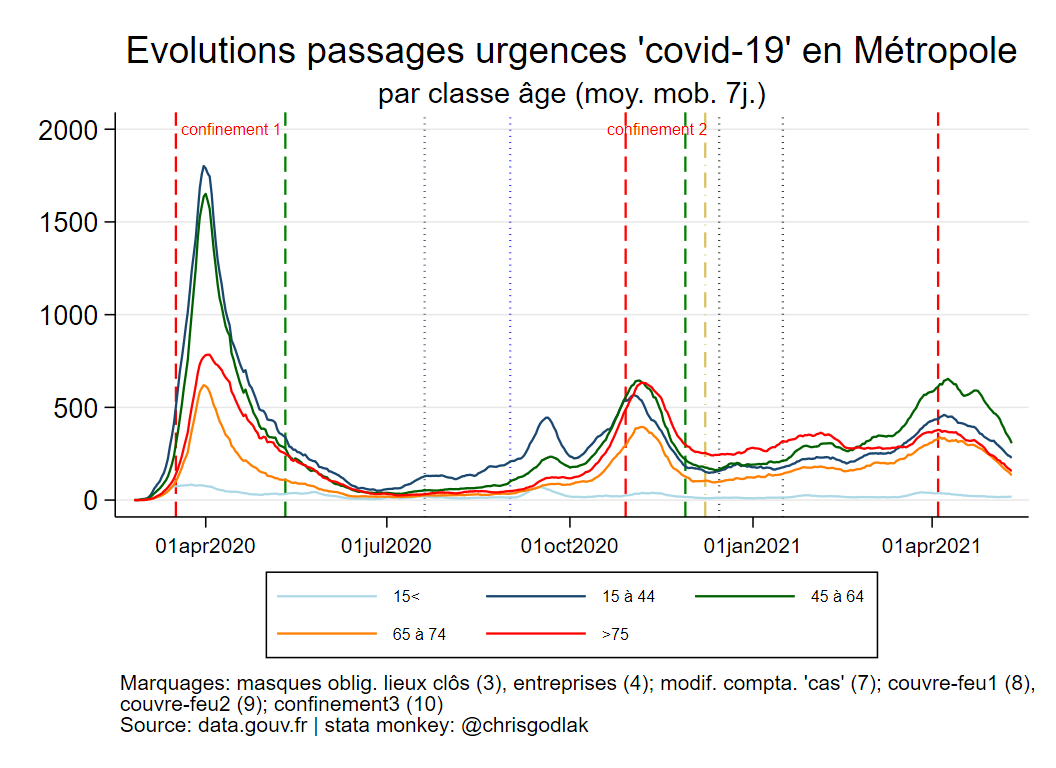 Evolutions passages urgences 'covid-19' en Métropole
par classe âge (moy. mob. 7j.)
confinement 1
confinement 2
2000
1500
1000
500
0
01apr2020
01jul2020
01oct2020
01jan2021
01apr2021
15<
15 à 44
45 à 64
65 à 74
>75
Marquages: masques oblig. lieux clôs (3), entreprises (4); modif. compta. 'cas' (7); couvre-feu1 (8),
couvre-feu2 (9); confinement3 (10)
Source: data.gouv.fr | stata monkey: @chrisgodlak